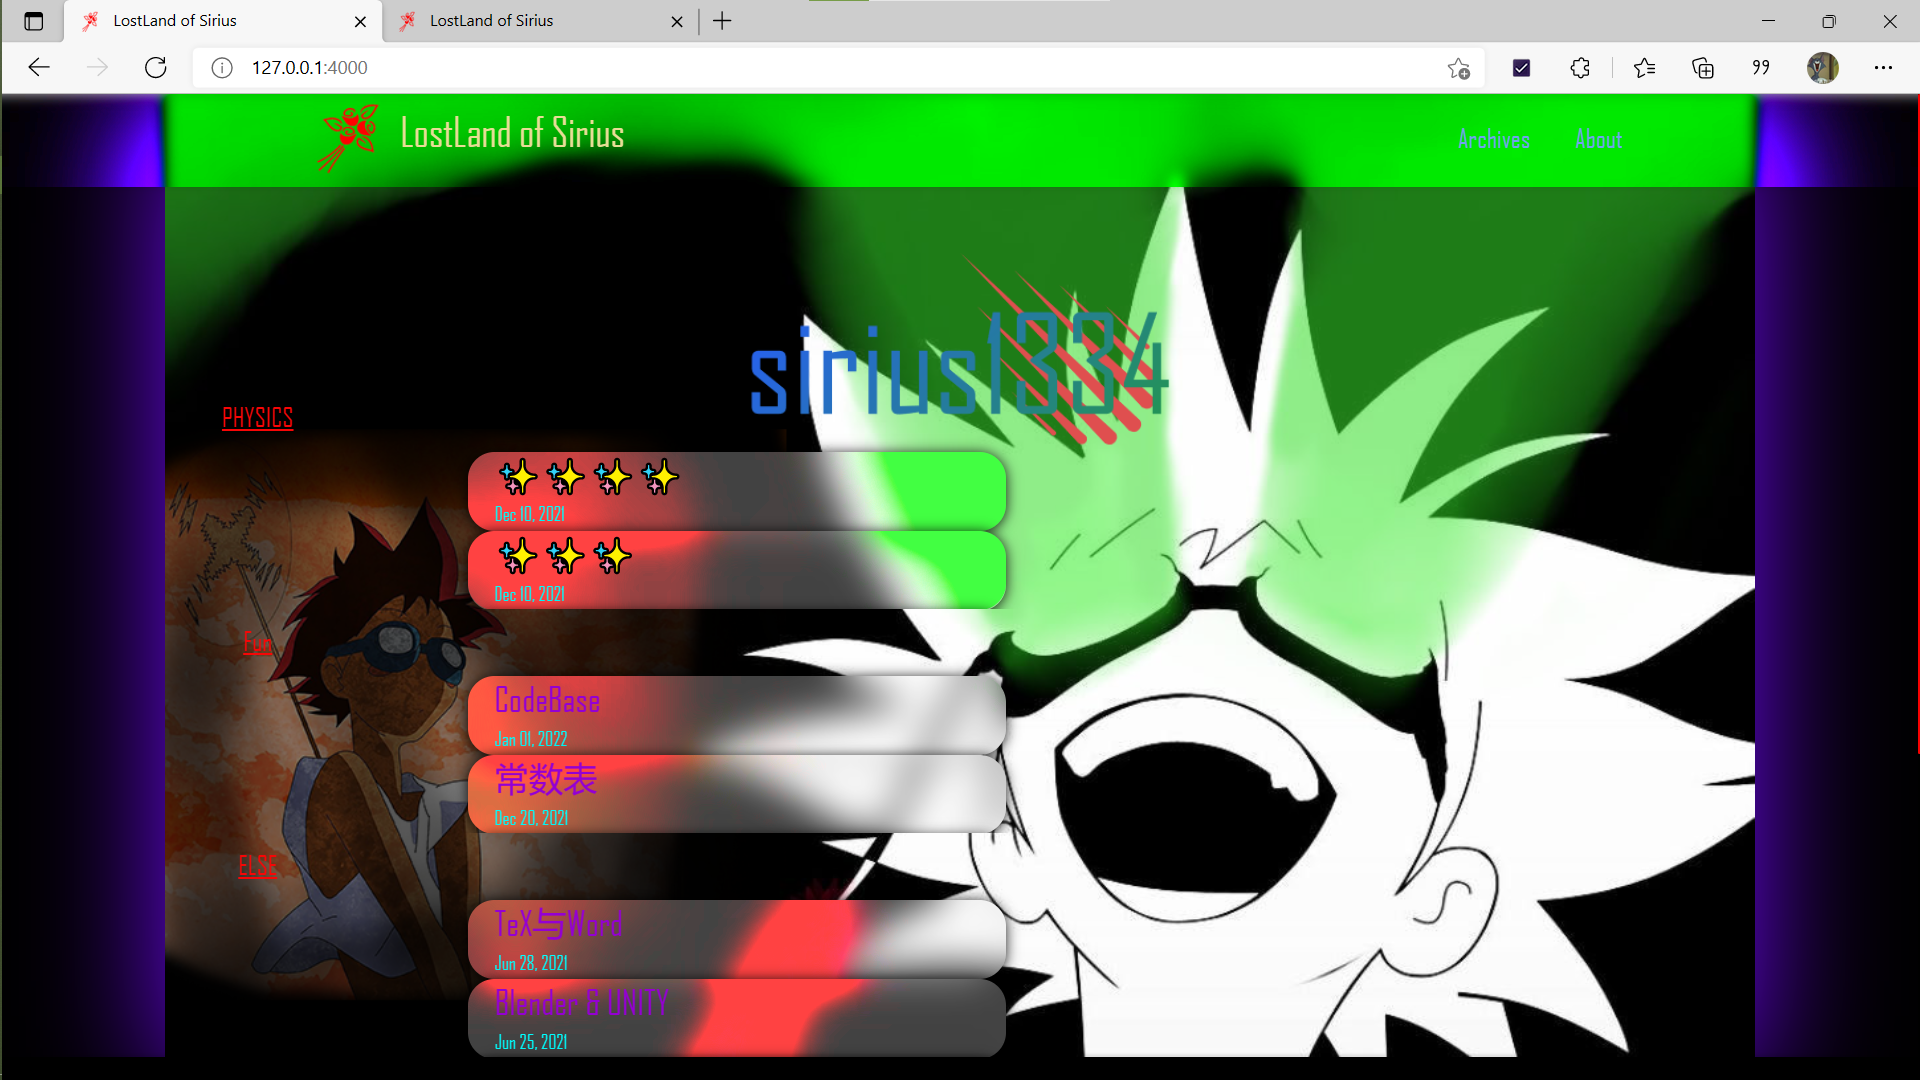 LostLand of Sirius
LostLand of Sirius
127.0.0.1:4000
LostLand of Sirius
Archives
About
sirius1334
PHYSICS
✨ ✨ ✨ ✨
Dec 10, 2021
✨ ✨ ✨
Dec 10, 2021
Fun
CodeBase
Jan 01, 2022
常数表
Dec 20, 2021
ELSE
TeX与Word
Jun 28, 2021
Blender & UNITY
Jun 25, 2021